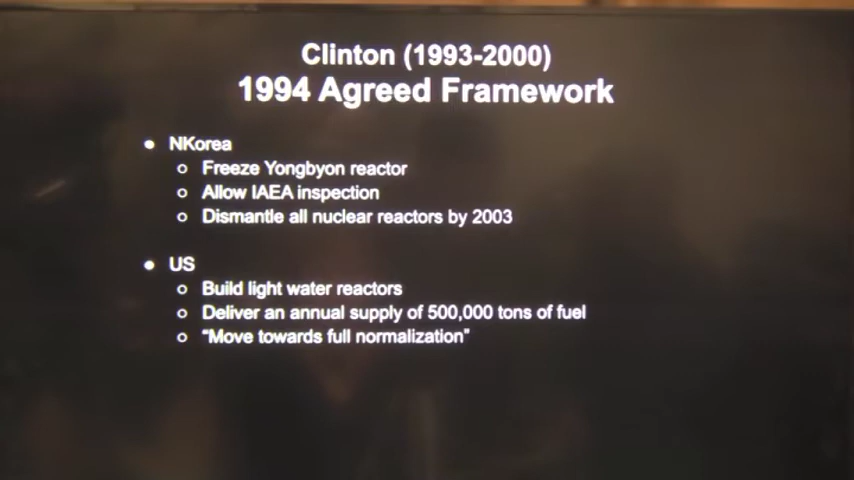 Clinton (1993-2000)
1994 Agreed Framework
● NKorea
○ Freeze Yongbyon reactor
○ Allow IAEA inspection
○ Dismantle all nuclear reactors by 2003
● US
○ Build light water reactors
○ Deliver an annual supply of 500,000 tons of fuel
○ “Move towards full normalization”